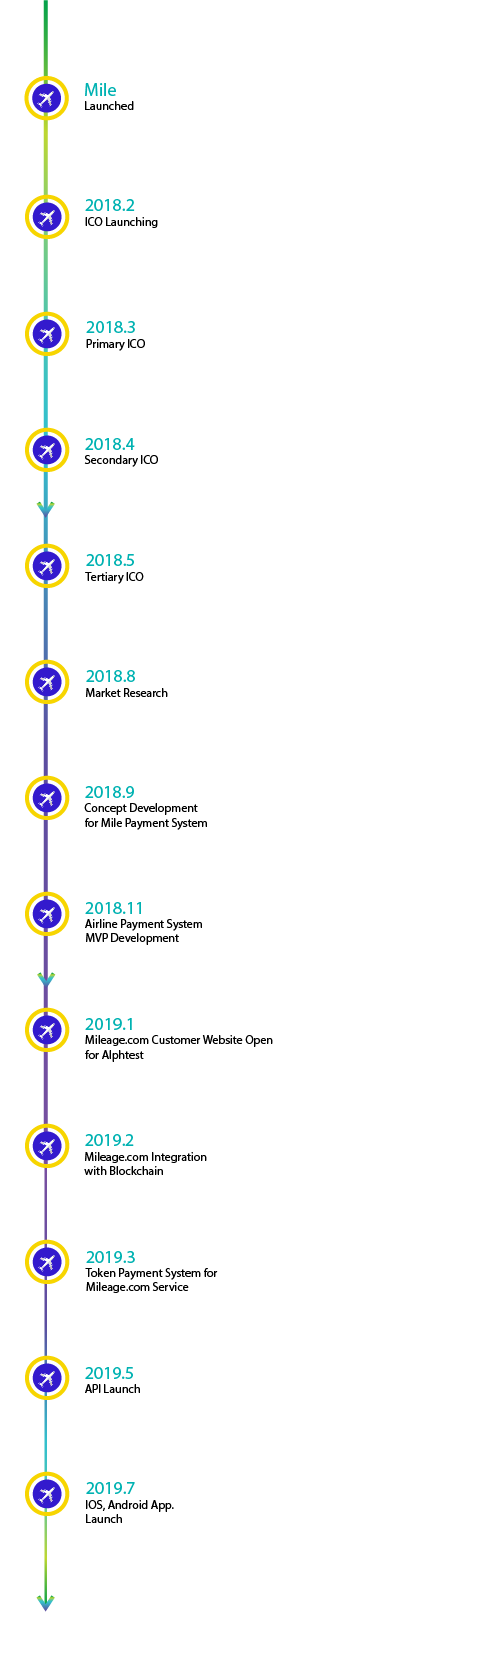 Mile
Launched
2018.2
ICO Launching
2018.3
Primary ICO
2018.4
Secondary ICO
2018.5
Tertiary ICO
2018.8
Market Research
2018.9
Concept Development
for Mile Payment System
2018.11
Airline Payment System
MVP Development
2019.1
Mileage.com Customer Website Open
for Alphtest
2019.2
Mileage.com Integration
with Blockchain
2019.3
Token Payment System for
Mileage.com Service
2019.5
API Launch
2019.7
IOS, Android App.
Launch